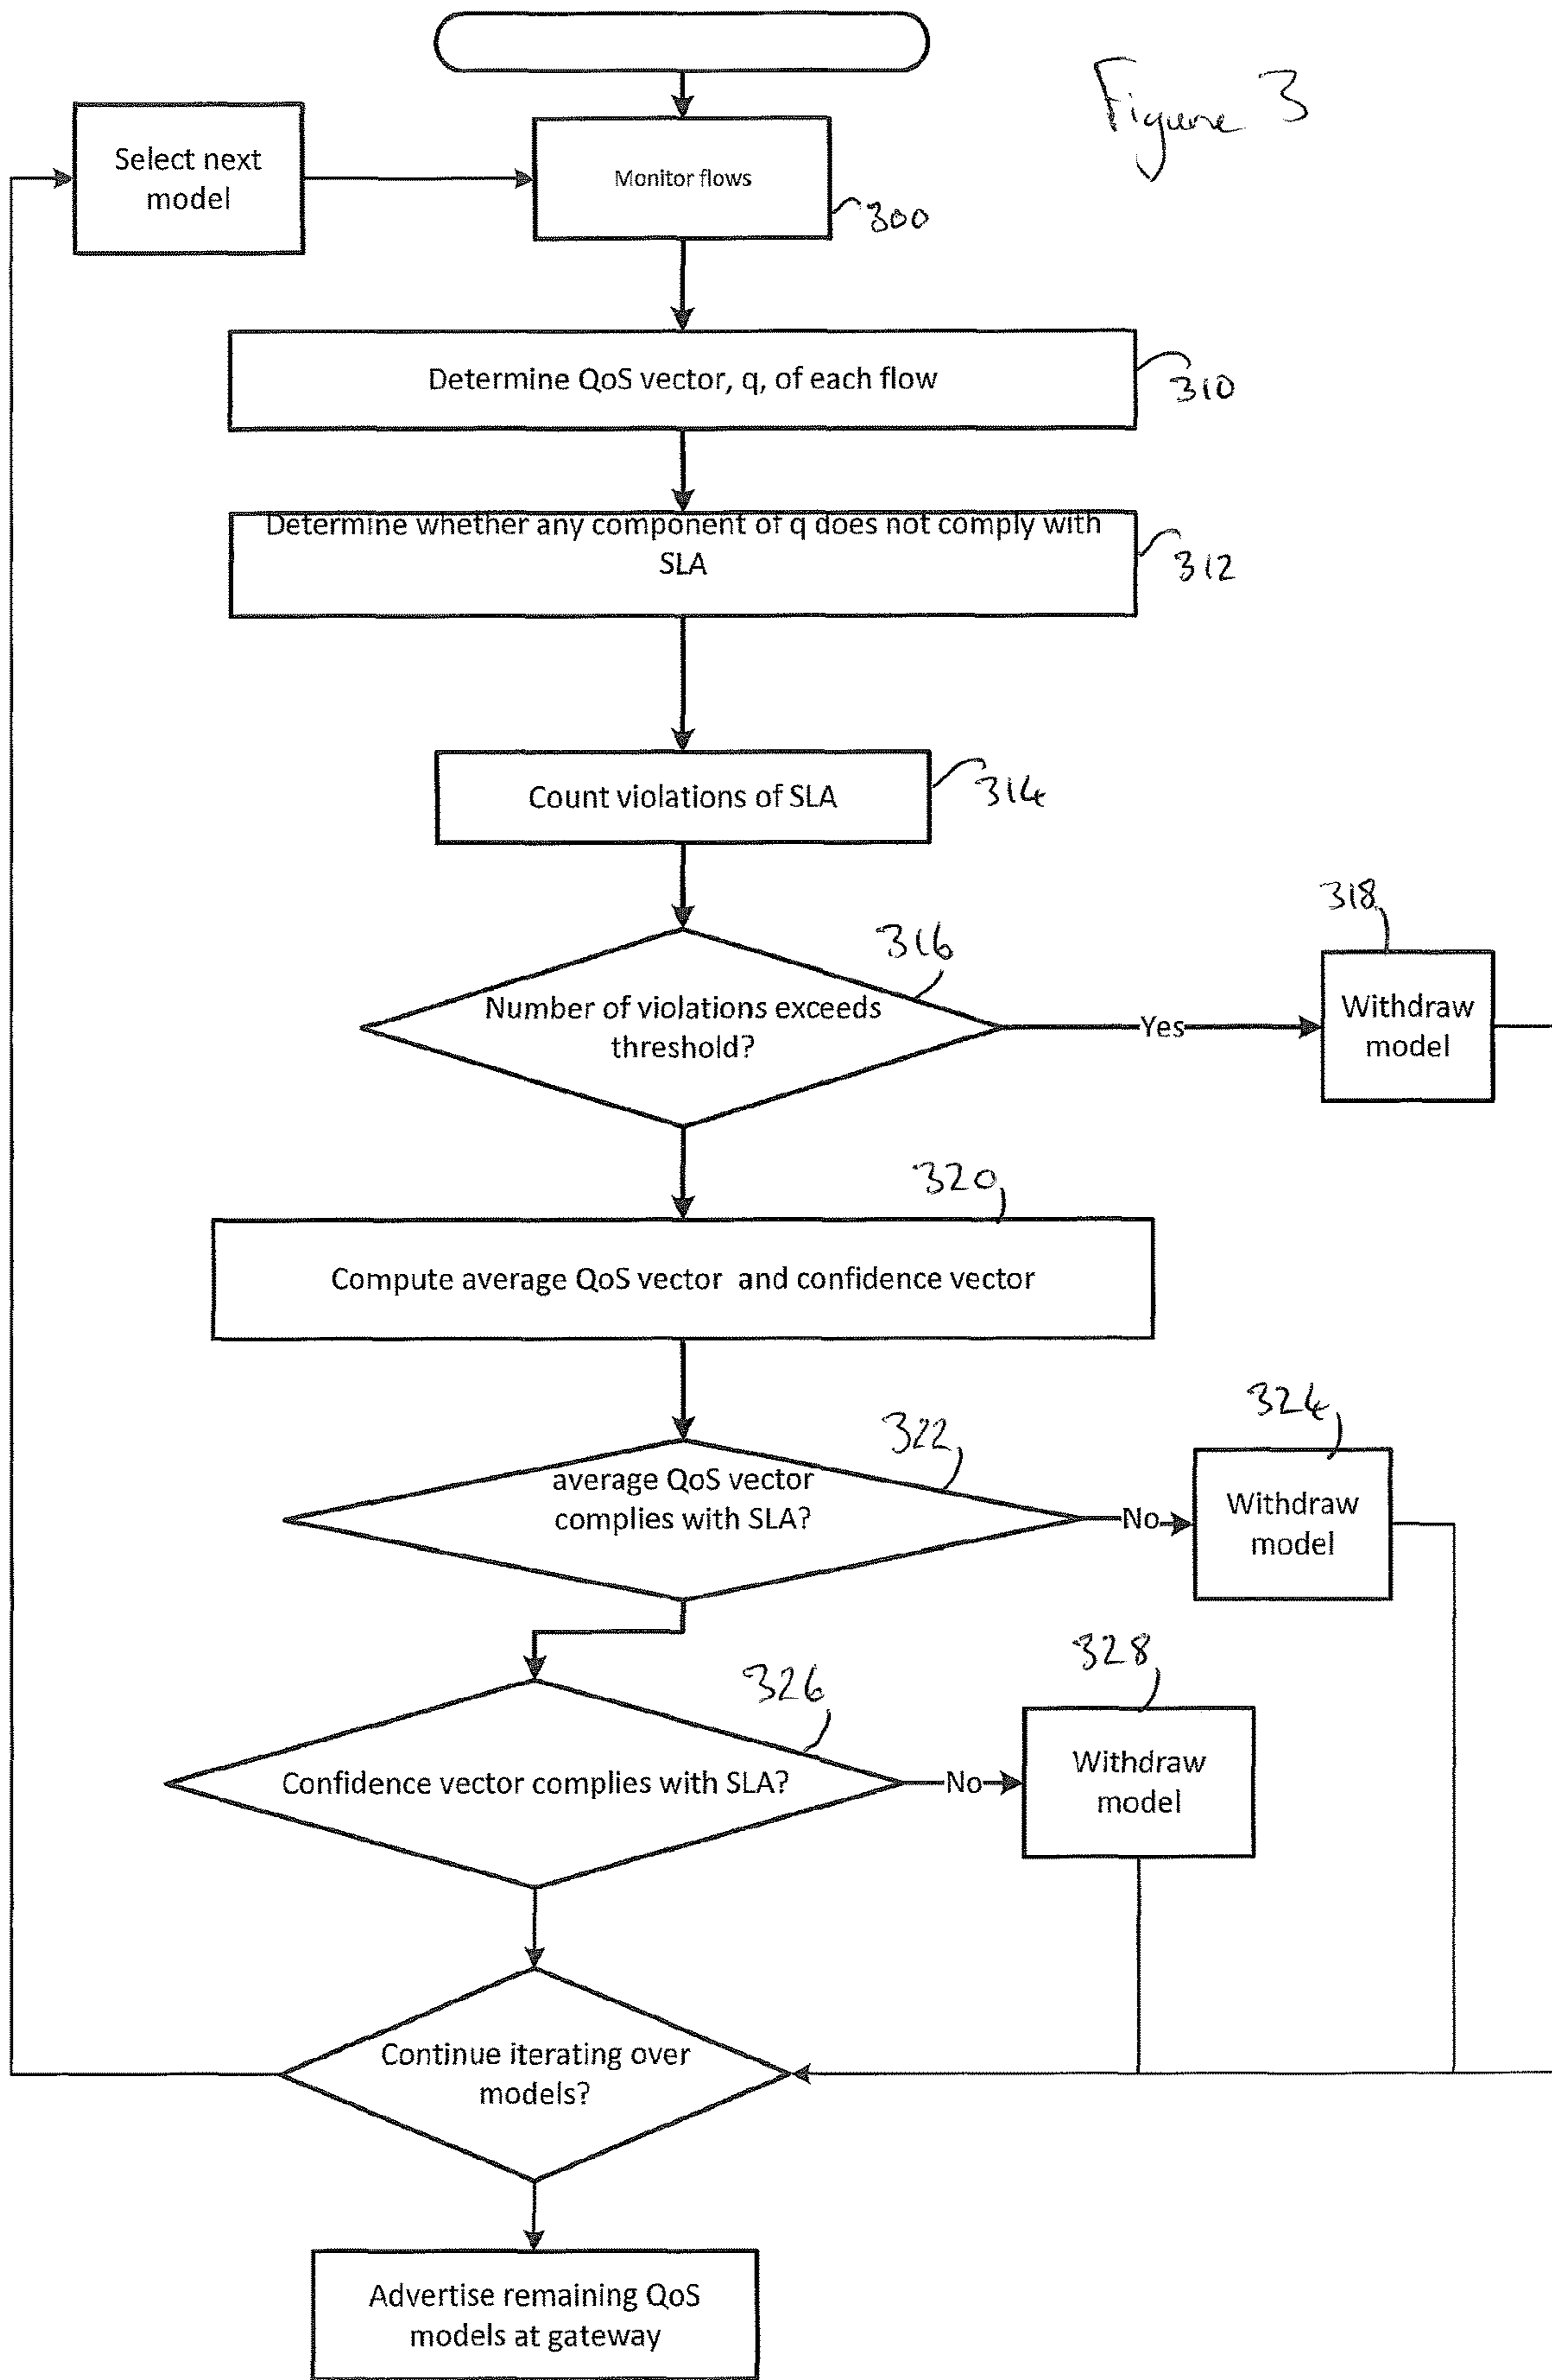 Figure 3
Select next
model
Monitor flows
300
Determine QoS vector, q, of each flow
310
Determine whether any component of q does not comply with
SLA
312
Count violations of SLA
314
316
Number of violations exceeds
threshold?
Yes
318
Withdraw
model
320
Compute average QoS vector and confidence vector
322
average QoS vector
complies with SLA?
No
324
Withdraw
model
326
Confidence vector complies with SLA?
No
328
Withdraw
model
Continue iterating over
models?
Advertise remaining QoS
models at gateway